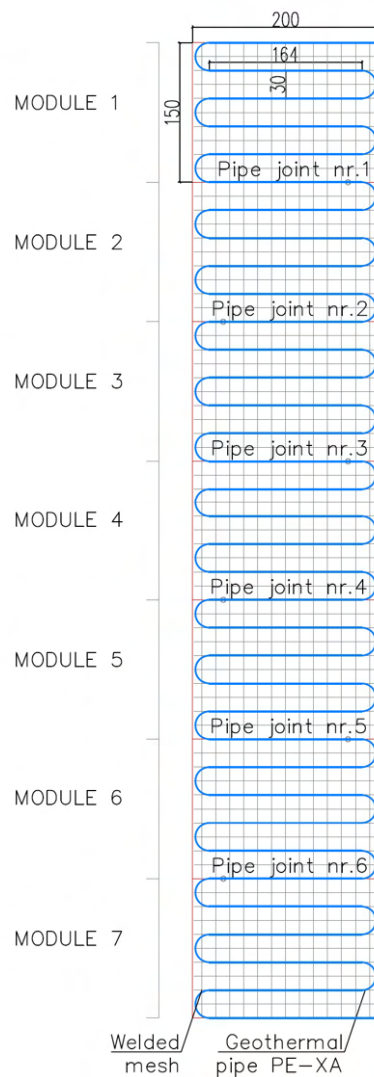 200
164
30
150
MODULE 1
Pipe joint nr.1
MODULE 2
Pipe joint nr.2
MODULE 3
Pipe joint nr.3
MODULE 4
Pipe joint nr.4
MODULE 5
Pipe joint nr.5
MODULE 6
Pipe joint nr.6
MODULE 7
Welded
mesh
Geothermal
pipe PE-XA